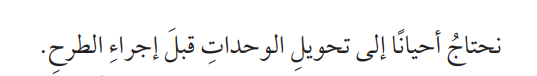 نحتاجُ أحيانًا إلى تحويلِ الوحداتِ قبلَ إجراءِ الطرحِ.